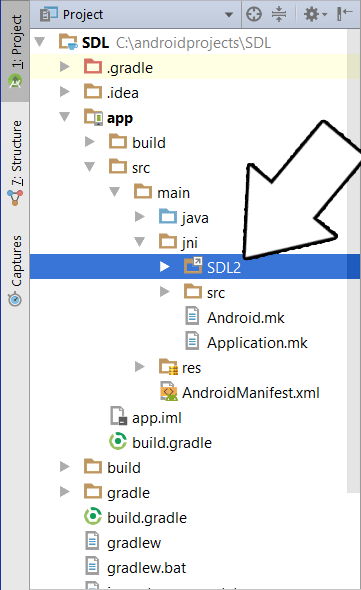 Project
SDL C:\androidprojects\SDL
.gradle
.idea
app
build
src
main
java
jni
SDL2
src
Android.mk
Application.mk
res
AndroidManifest.xml
app.iml
build.gradle
build
gradle
build.gradle
gradlew
gradlew.bat
1: Project
7: Structure
Captures